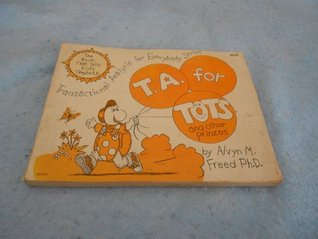 Transactional Analysis for Everybody Series
T.A. for
TOTS
and other
prinzes
by Alvyn M.
Freed Ph.D.